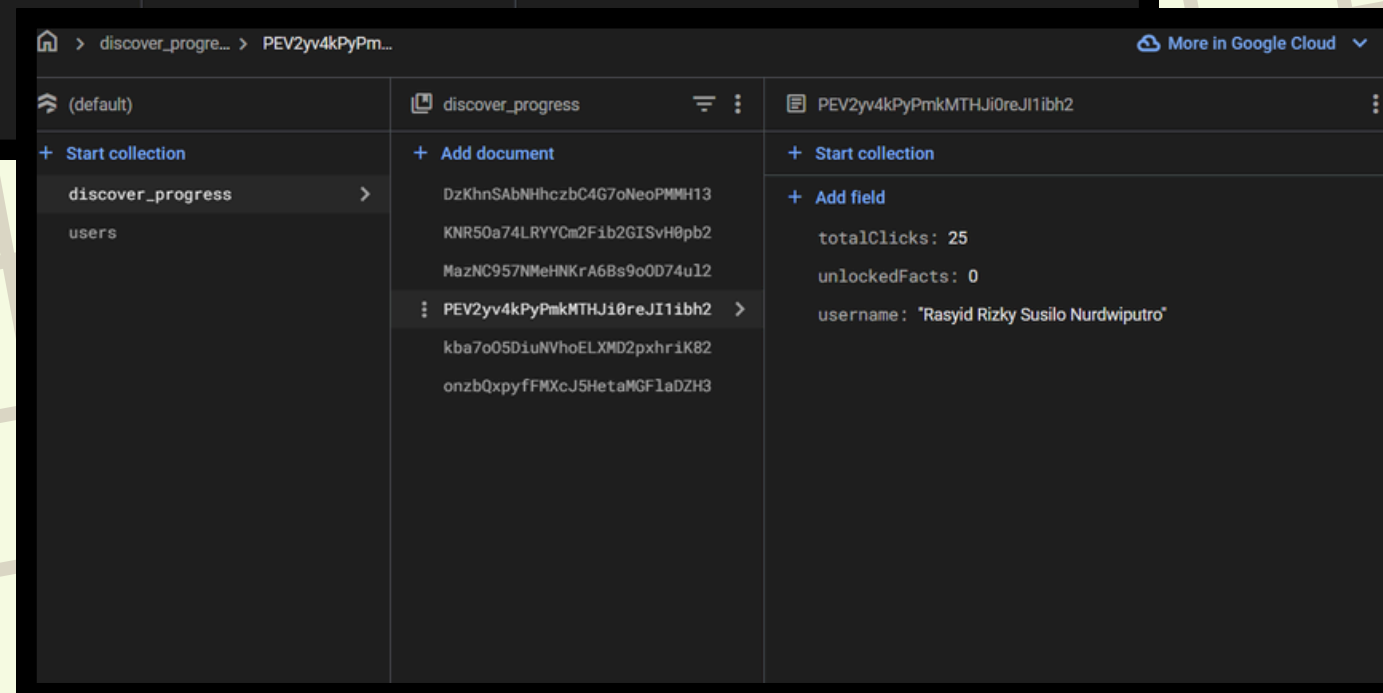 discover_progre... > PEV2yv4kPyPm...
More in Google Cloud
(default)
discover_progress
PEV2yv4kPyPmkMTHJi0reJI1ibh2
+ Start collection
+ Add document
+ Start collection
discover_progress
users
DzKhnSAbNHhczbC4G7oNeoPMMH13
KNR50a74LRYYCm2Fib2GISvH0pb2
MazNC957NMeHNKrA6Bs9oOD74ul2
PEV2yv4kPyPmkMTHJi0reJI1ibh2
kba7oO5DiuNVhoELXMD2pxhriK82
onzbQxpyfFMXcJ5HetaMGFlaDZH3
+ Add field
totalClicks: 25
unlockedFacts: 0
username: "Rasyid Rizky Susilo Nurdwiputro"